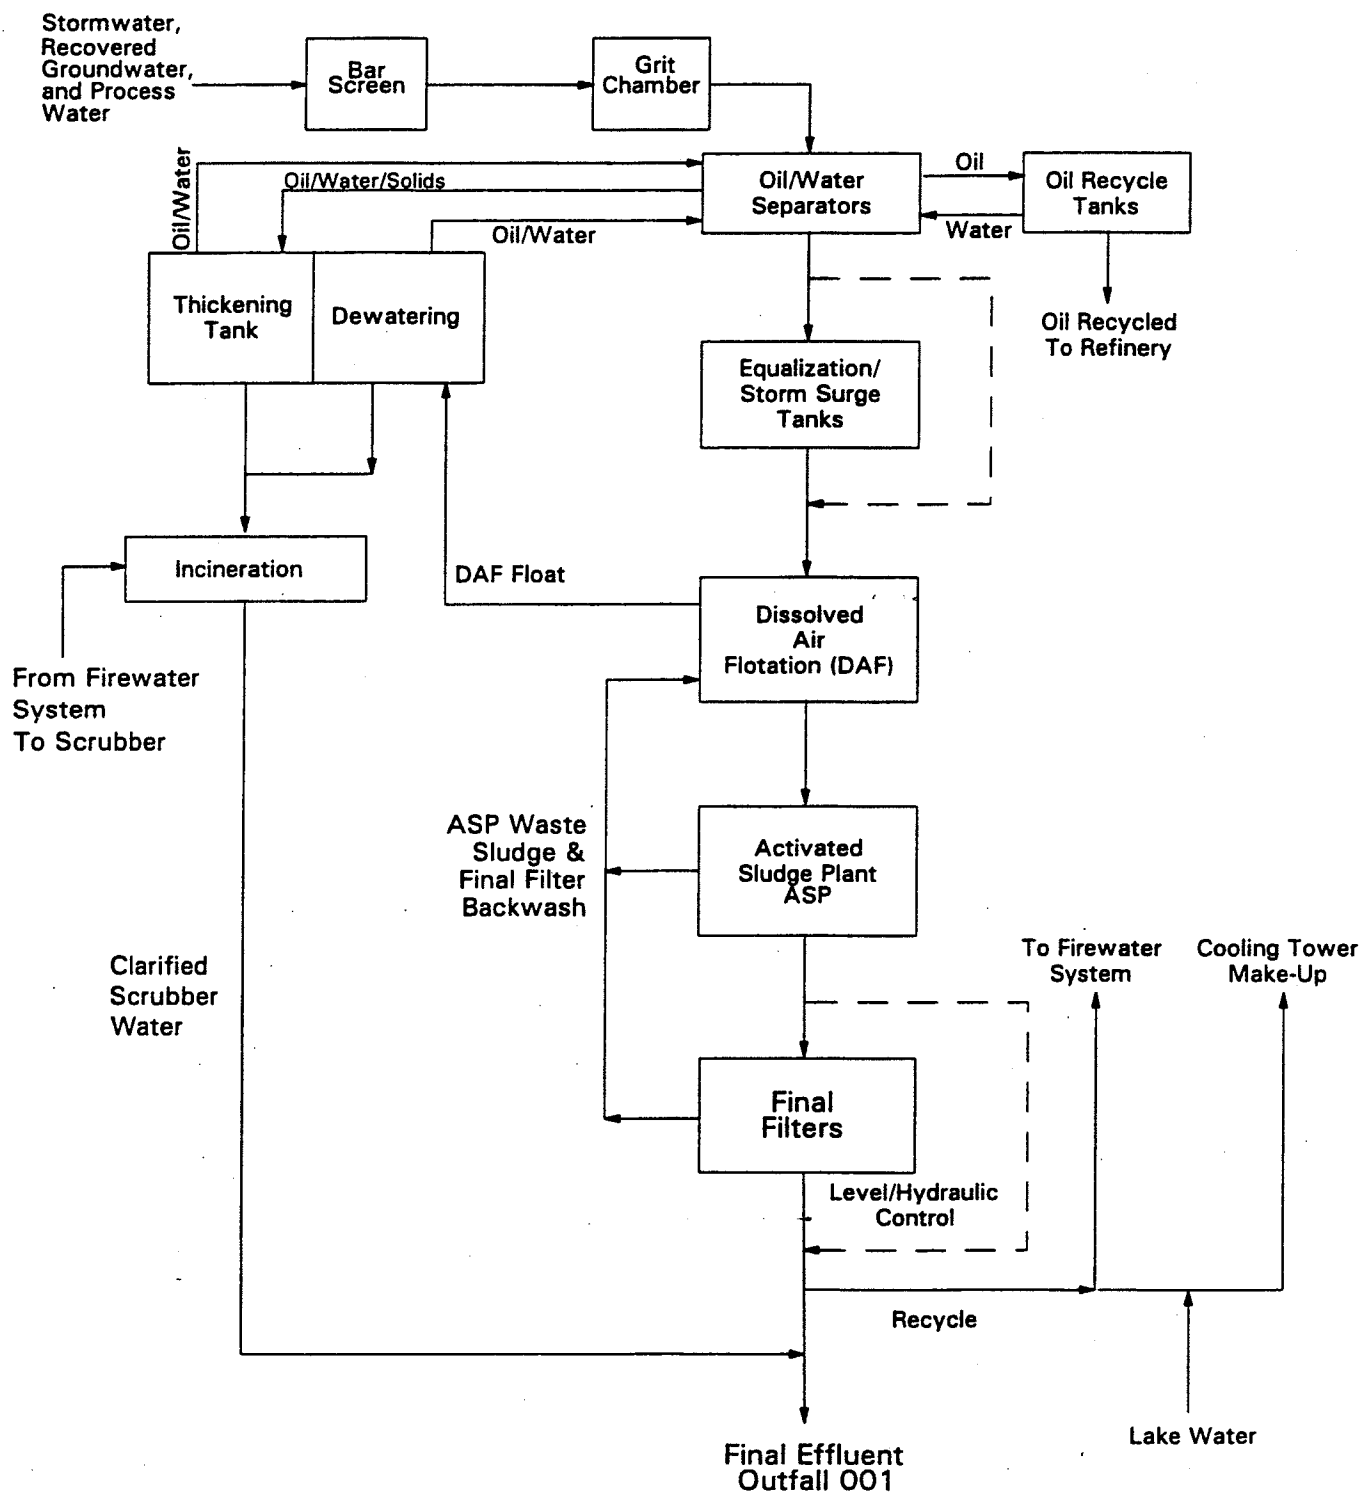 Stormwater,
Recovered
Groundwater,
and Process
Water
Bar
Screen
Grit
Chamber
Oil/Water
Oil/Water/Solids
Oil/Water
Oil/Water
Separators
Oil
Water
Oil Recycle
Tanks
Oil Recycled
To Refinery
Thickening
Tank
Dewatering
Equalization/
Storm Surge
Tanks
Incineration
DAF Float
Dissolved
Air
Flotation (DAF)
From Firewater
System
To Scrubber
ASP Waste
Sludge &
Final Filter
Backwash
Activated
Sludge Plant
ASP
Clarified
Scrubber
Water
To Firewater
System
Cooling Tower
Make-Up
Final
Filters
Level/Hydraulic
Control
Recycle
Lake Water
Final Effluent
Outfall 001